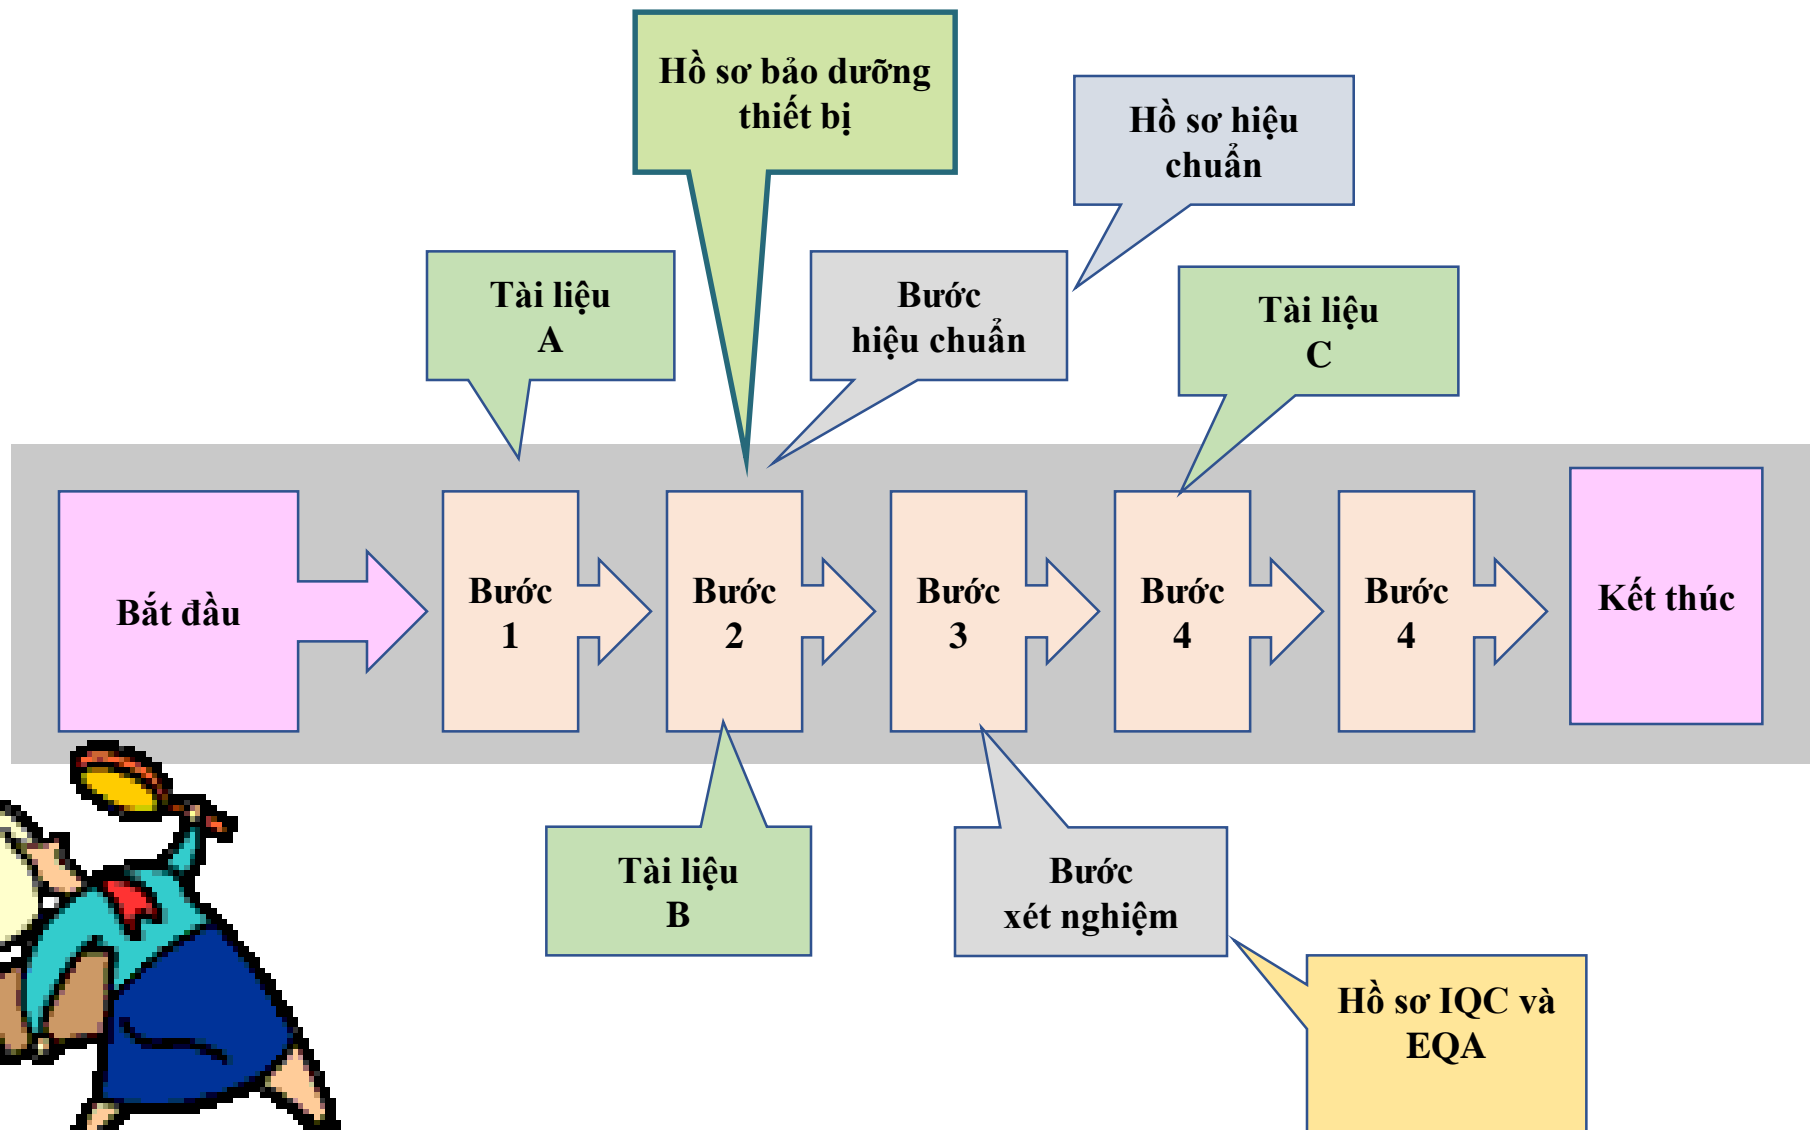 Hồ sơ bảo dưỡng
thiết bị
Hồ sơ hiệu
chuẩn
Tài liệu
A
Bước
hiệu chuẩn
Tài liệu
C
Bắt đầu
Bước
1
Bước
2
Bước
3
Bước
4
Bước
4
Kết thúc
Tài liệu
B
Bước
xét nghiệm
Hồ sơ IQC và
EQA